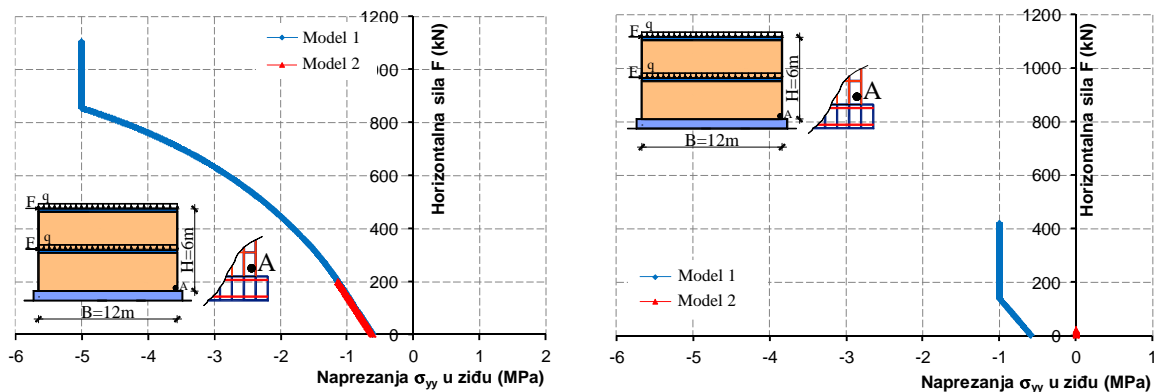 1200
1000
800
600
400
200
0
-6 -5 -4 -3 -2 -1 0 1 2
Horizontalna sila F (kN)
Naprezanja σyy u ziđu (MPa)
Model 1
Model 2
F q
F q
H=6m
A
B=12m
A
1200
1000
800
600
400
200
0
-6 -5 -4 -3 -2 -1 0 1
Horizontalna sila F (kN)
Naprezanja σyy u ziđu (MPa)
Model 1
Model 2
F q
F q
H=6m
A
B=12m
A